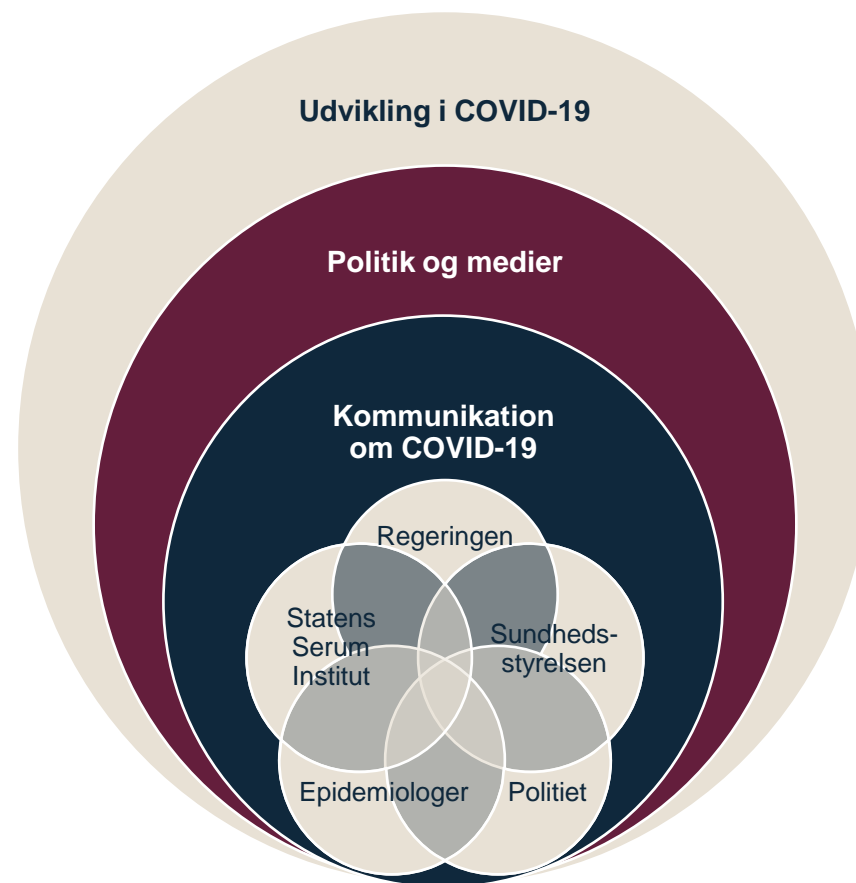 Udvikling i COVID-19
Politik og medier
Kommunikation
om COVID-19
Regeringen
Statens
Serum
Institut
Sundheds-
styrelsen
Epidemiologer
Politiet